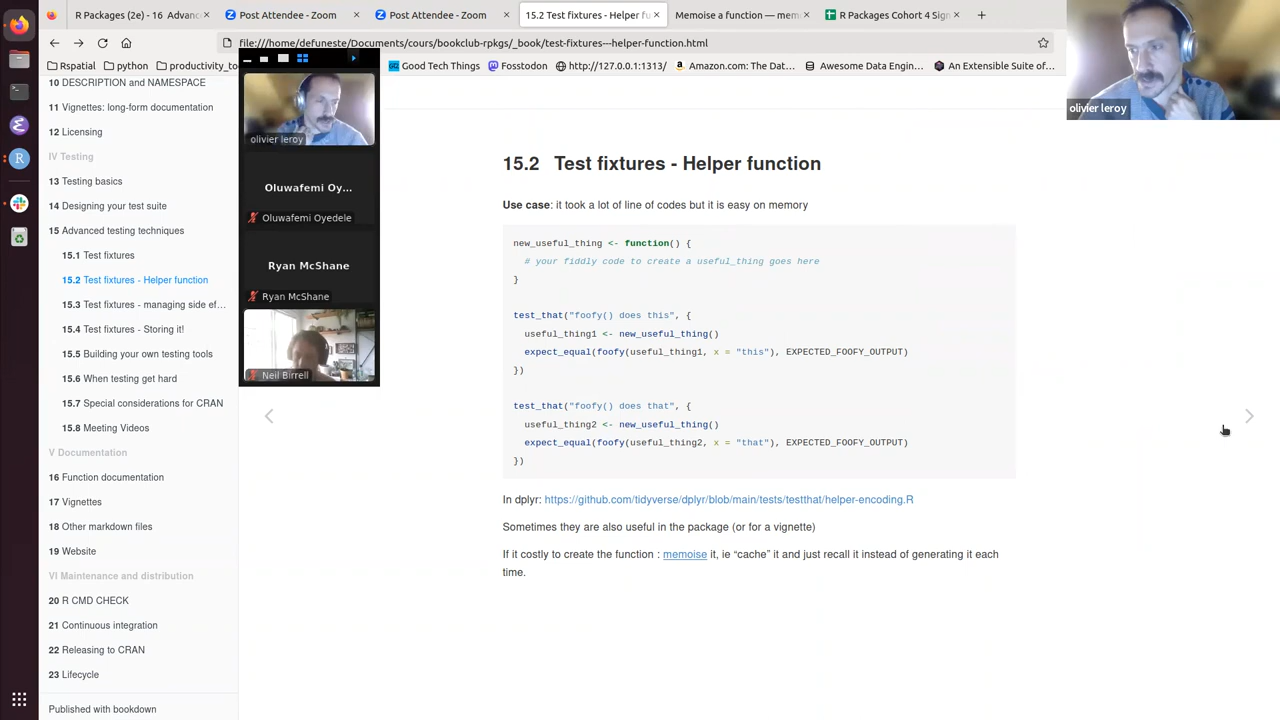 R Packages (2e) - 16 Advanc
Post Attendee - Zoom
Post Attendee - Zoom
15.2 Test fixtures - Helper fu
Memoise a function — mem
R Packages Cohort 4 Sign
file:///home/defuneste/Documents/cours/bookclub-rpkgs/_book/test-fixtures---helper-function.html
Rspatial
python
productivity_to
Good Tech Things
Fosstodon
http://127.0.0.1:1313/
Amazon.com: The Dat…
Awesome Data Engin…
An Extensible Suite of…
10 DESCRIPTION and NAMESPACE
11 Vignettes: long-form documentation
12 Licensing
IV Testing
13 Testing basics
14 Designing your test suite
15 Advanced testing techniques
15.1 Test fixtures
15.2 Test fixtures - Helper function
15.3 Test fixtures - managing side ef…
15.4 Test fixtures - Storing it!
15.5 Building your own testing tools
15.6 When testing get hard
15.7 Special considerations for CRAN
15.8 Meeting Videos
V Documentation
16 Function documentation
17 Vignettes
18 Other markdown files
19 Website
VI Maintenance and distribution
20 R CMD CHECK
21 Continuous integration
22 Releasing to CRAN
23 Lifecycle
Published with bookdown
olivier leroy
Oluwafemi Oy…
Oluwafemi Oyedele
Ryan McShane
Ryan McShane
Neil Birrell
olivier leroy
15.2 Test fixtures - Helper function
Use case: it took a lot of line of codes but it is easy on memory
new_useful_thing <- function() {
# your fiddly code to create a useful_thing goes here
}
test_that("foofy() does this", {
useful_thing1 <- new_useful_thing()
expect_equal(foofy(useful_thing1, x = "this"), EXPECTED_FOOFY_OUTPUT)
})
test_that("foofy() does that", {
useful_thing2 <- new_useful_thing()
expect_equal(foofy(useful_thing2, x = "that"), EXPECTED_FOOFY_OUTPUT)
})
In dplyr: https://github.com/tidyverse/dplyr/blob/main/tests/testthat/helper-encoding.R
Sometimes they are also useful in the package (or for a vignette)
If it costly to create the function : memoise it, ie “cache” it and just recall it instead of generating it each
time.